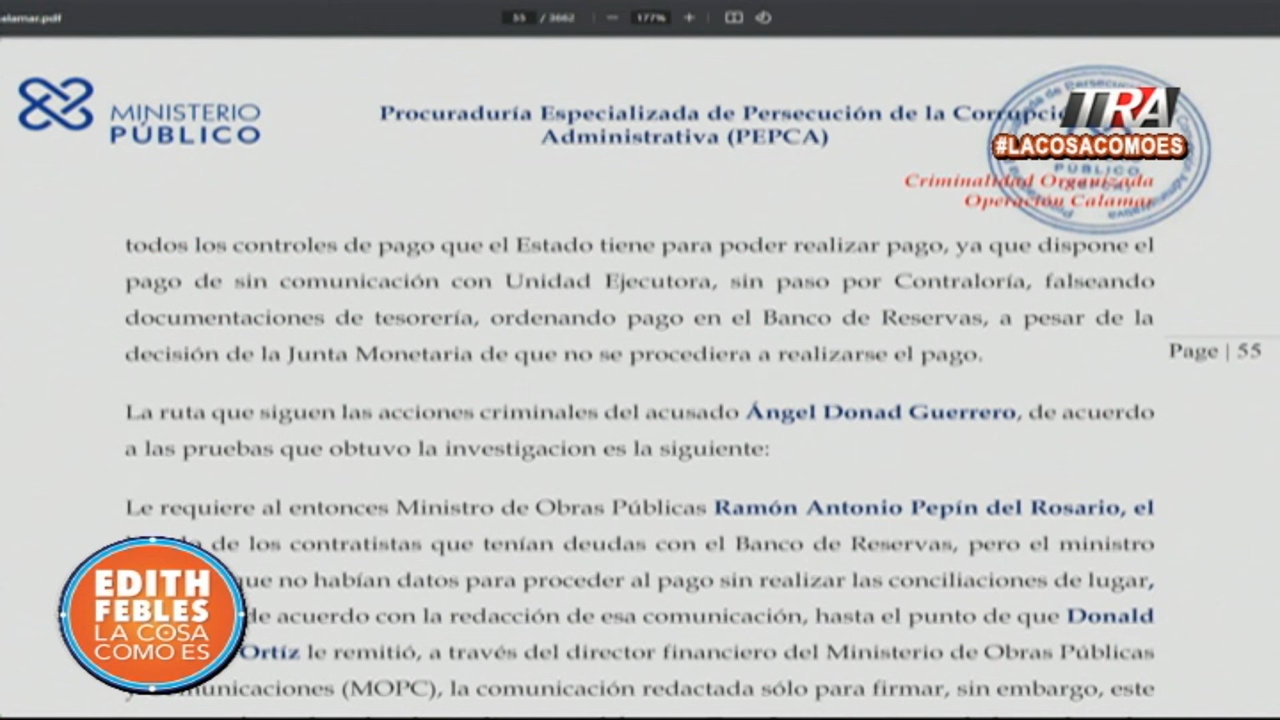 alamar.pdf
55 / 3662
177%
MINISTERIO
PÚBLICO
Procuraduría Especializada de Persecución de la Corrupció
Administrativa (PEPCA)
TRA
#LACOSACOMOES
PÚBLICO
Criminalidad Organizada
Operación Calamar
todos los controles de pago que el Estado tiene para poder realizar pago, ya que dispone el
pago de sin comunicación con Unidad Ejecutora, sin paso por Contraloría, falseando
documentaciones de tesorería, ordenando pago en el Banco de Reservas, a pesar de la
decisión de la Junta Monetaria de que no se procediera a realizarse el pago.
Page | 55
La ruta que siguen las acciones criminales del acusado Ángel Donad Guerrero, de acuerdo
a las pruebas que obtuvo la investigacion es la siguiente:
Le requiere al entonces Ministro de Obras Públicas Ramón Antonio Pepín del Rosario, el
de los contratistas que tenían deudas con el Banco de Reservas, pero el ministro
que no habían datos para proceder al pago sin realizar las conciliaciones de lugar,
de acuerdo con la redacción de esa comunicación, hasta el punto de que Donald
Ortíz le remitió, a través del director financiero del Ministerio de Obras Públicas
y Comunicaciones (MOPC), la comunicación redactada sólo para firmar, sin embargo, este
EDITH
FEBLES
LA COSA
COMO ES